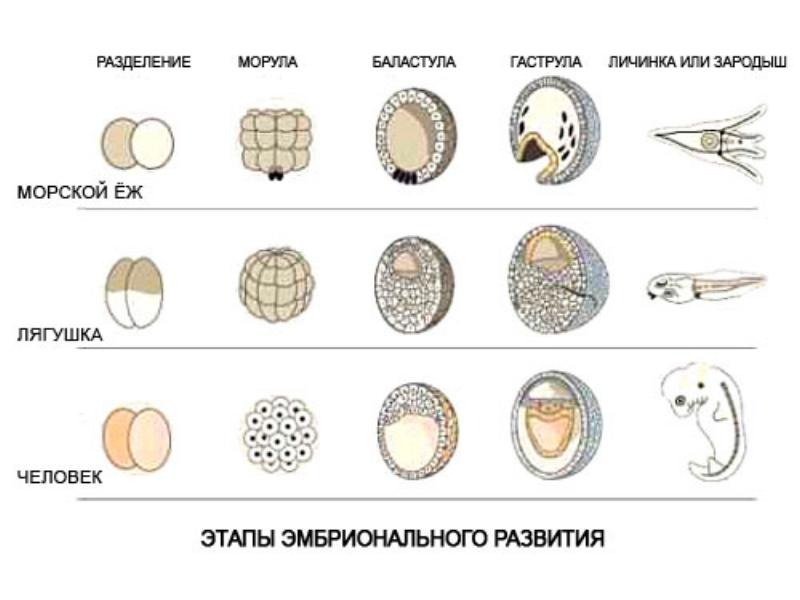 РАЗДЕЛЕНИЕ МОРУЛА БАЛАСТУЛА ГАСТРУЛА ЛИЧИНКА ИЛИ ЗАРОДЫШ
МОРСКОЙ ЁЖ
ЛЯГУШКА
ЧЕЛОВЕК
ЭТАПЫ ЭМБРИОНАЛЬНОГО РАЗВИТИЯ